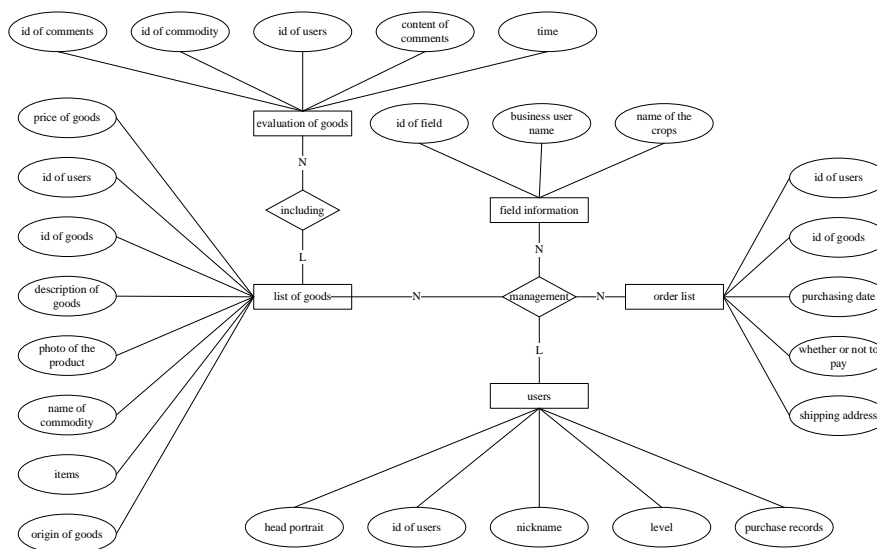 id of comments
id of commodity
id of users
content of
comments
time
price of goods
evaluation of goods
id of field
business user
name
name of the
crops
id of users
N
id of users
including
field information
id of goods
id of goods
L
N
description of
goods
list of goods
N
management
N
order list
purchasing date
photo of the
product
L
whether or not to
pay
name of
commodity
users
shipping address
items
origin of goods
head portrait
id of users
nickname
level
purchase records